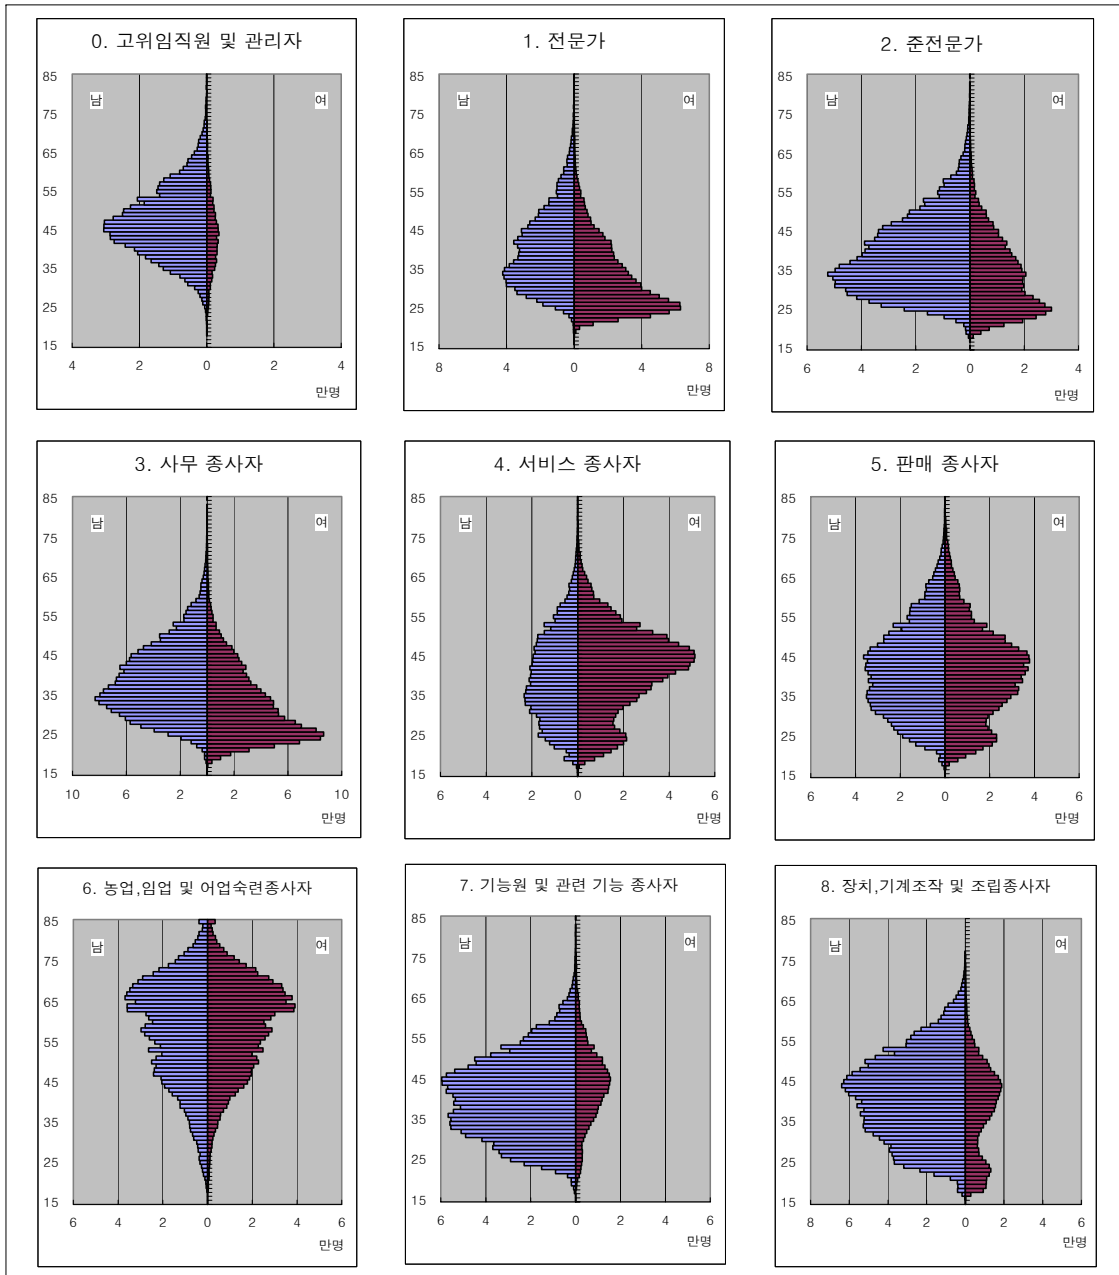 0. 고위임직원 및 관리자
85
남
여
75
65
55
45
35
25
15
4 2 0 2 4
만명
1. 전문가
85
남
여
75
65
55
45
35
25
15
8 4 0 4 8
만명
2. 준전문가
85
남
여
75
65
55
45
35
25
15
6 4 2 0 2 4
만명
3. 사무 종사자
85
남
여
75
65
55
45
35
25
15
10 6 2 2 6 10
만명
4. 서비스 종사자
85
남
여
75
65
55
45
35
25
15
6 4 2 0 2 4 6
만명
5. 판매 종사자
85
남
여
75
65
55
45
35
25
15
6 4 2 0 2 4 6
만명
6. 농업,임업 및 어업숙련종사자
85
남
여
75
65
55
45
35
25
15
6 4 2 0 2 4 6
만명
7. 기능원 및 관련 기능 종사자
85
남
여
75
65
55
45
35
25
15
6 4 2 0 2 4 6
만명
8. 장치,기계조작 및 조립종사자
85
남
여
75
65
55
45
35
25
15
8 6 4 2 0 2 4 6
만명